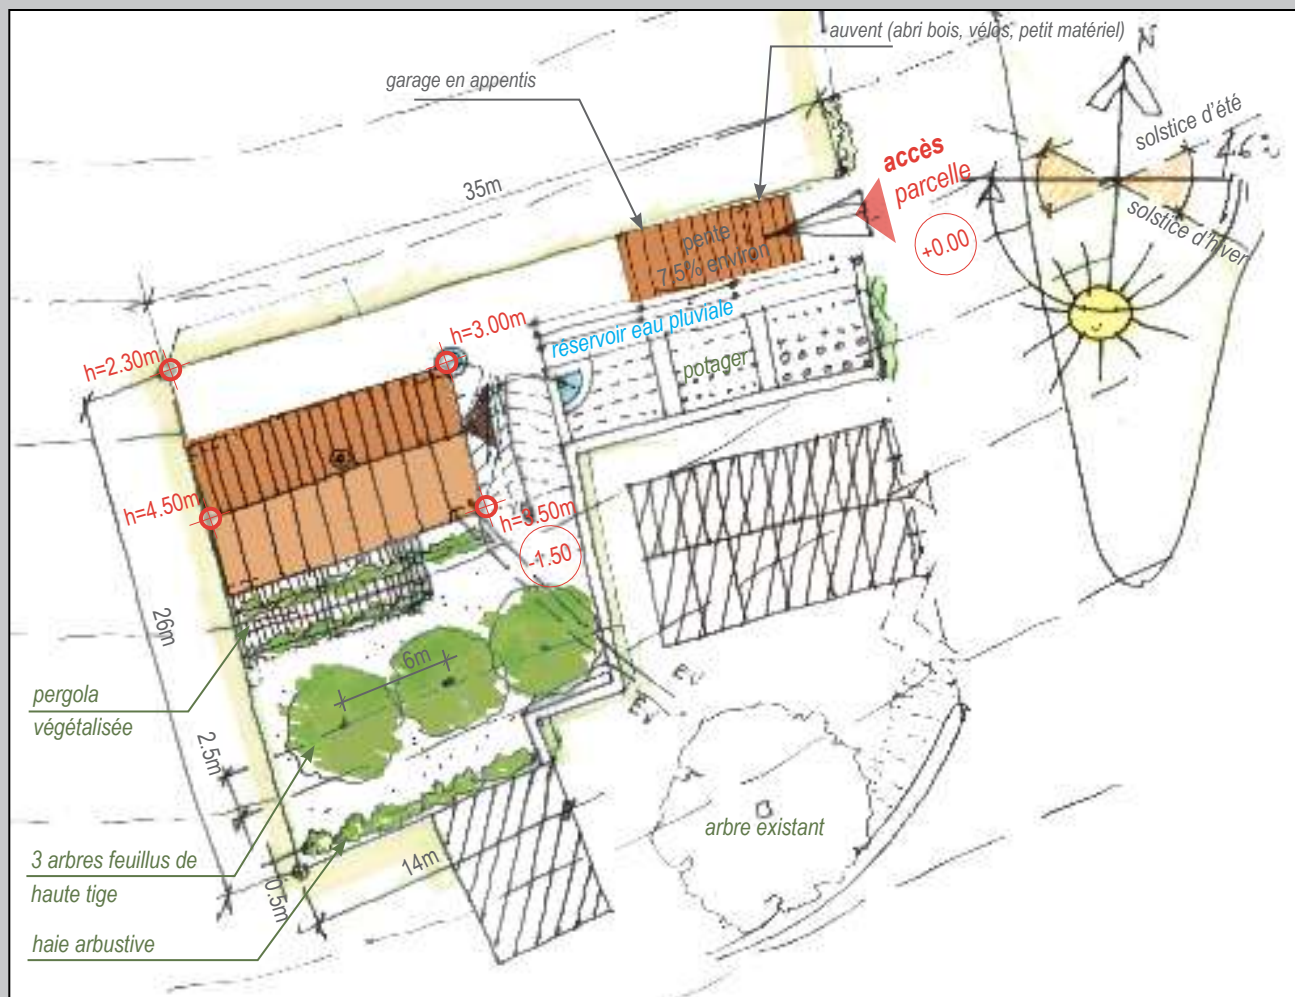 auvent (abri bois, vélos, petit matériel)
N
garage en appentis
solstice d'été
accès
parcelle
35m
solstice d'hiver
+0.00
pente
7.5% environ
réservoir eau pluviale
h=3.00m
h=2.30m
potager
h=4.50m
h=3.50m
-1.50
26m
6m
EU
EV
pergola
végétalisée
2.5m
arbre existant
3 arbres feuillus de
haute tige
14m
0.5m
haie arbustive